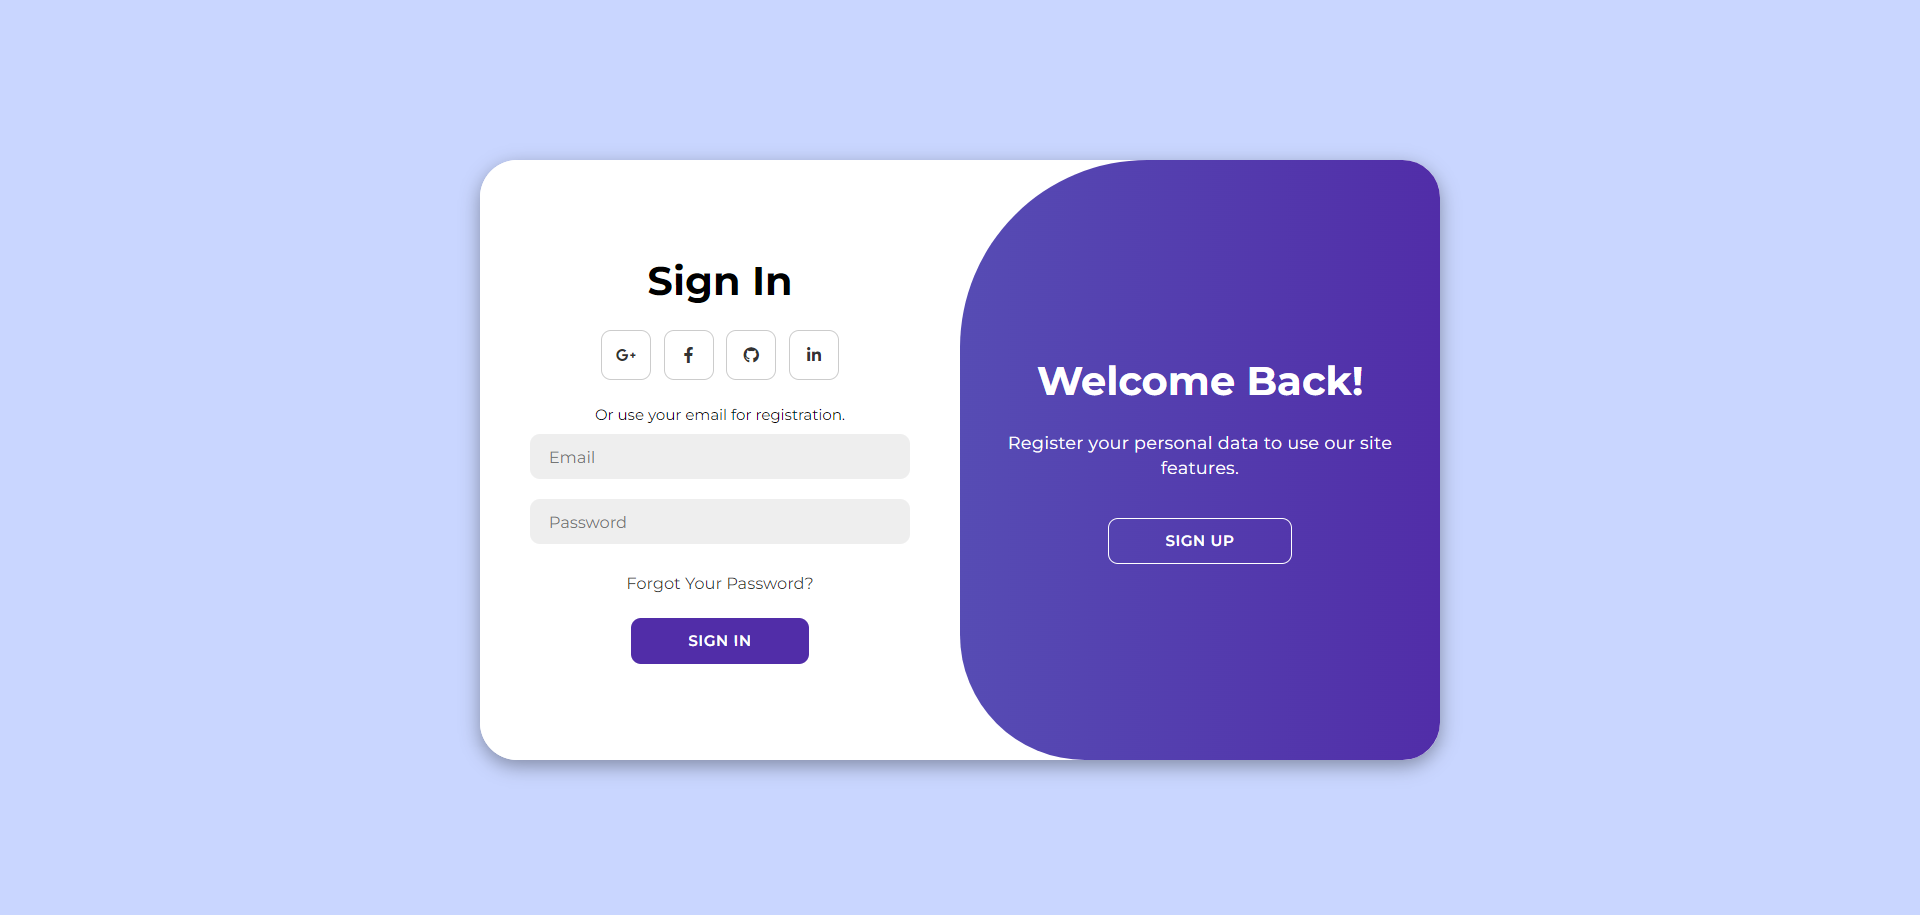 Sign In
G+
f
in
Or use your email for registration.
Email
Password
Forgot Your Password?
SIGN IN
Welcome Back!
Register your personal data to use our site
features.
SIGN UP